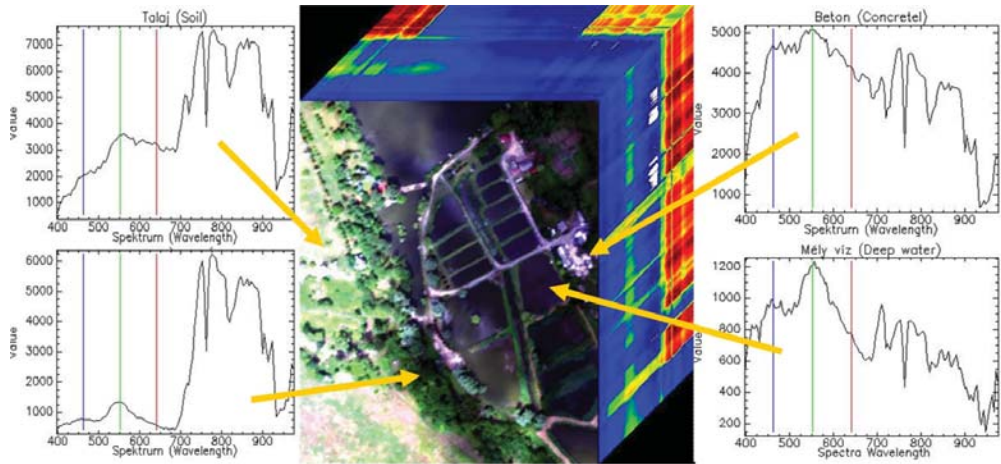 Talaj (Soil)
Value
7000
6000
5000
4000
3000
2000
1000
400 500 600 700 800 900
Spektrum (Wavelength)
Value
6000
5000
4000
3000
2000
1000
400 500 600 700 800 900
Spektrum (Wavelength)
Beton (Concretel)
Value
5000
4000
3000
2000
1000
400 500 600 700 800 900
Spektrum (Wavelength)
Mély víz (Deep water)
Value
1200
1000
800
600
400
200
400 500 600 700 800 900
Spectra Wavelength